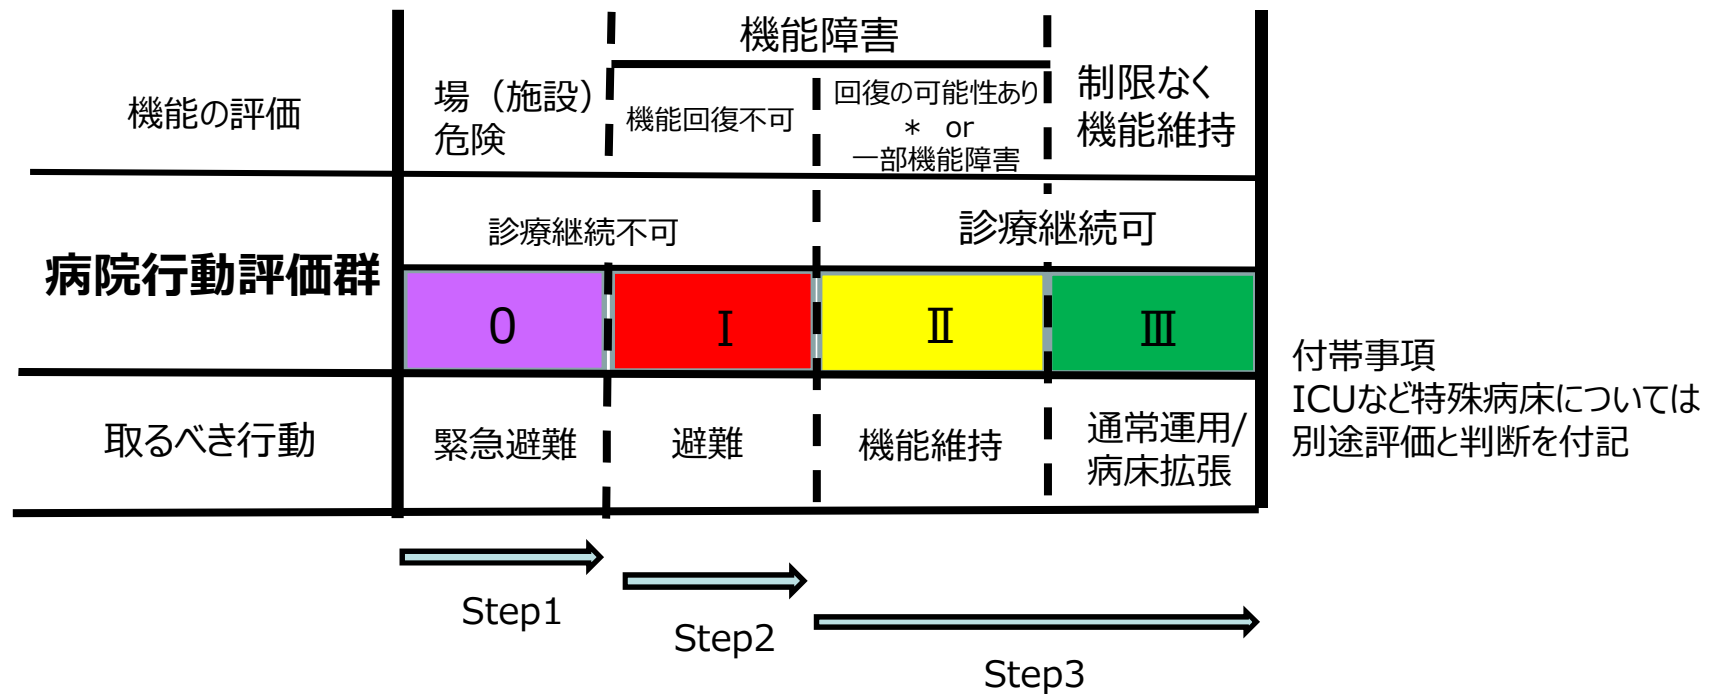 機能障害
機能の評価
場（施設）
危険
機能回復不可
回復の可能性あり
＊ or
一部機能障害
制限なく
機能維持
病院行動評価群
診療継続不可
診療継続可
0
Ⅰ
Ⅱ
Ⅲ
取るべき行動
緊急避難
避難
機能維持
通常運用/
病床拡張
付帯事項
ICUなど特殊病床については
別途評価と判断を付記
Step1
Step2
Step3